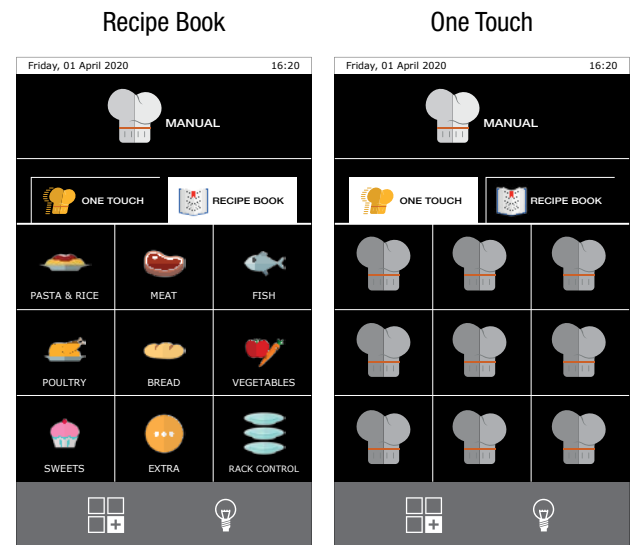 Recipe Book
Friday, 01 April 2020 16:20
MANUAL
ONE TOUCH RECIPE BOOK
PASTA & RICE MEAT FISH
POULTRY BREAD VEGETABLES
SWEETS EXTRA RACK CONTROL
One Touch
Friday, 01 April 2020 16:20
MANUAL
ONE TOUCH RECIPE BOOK